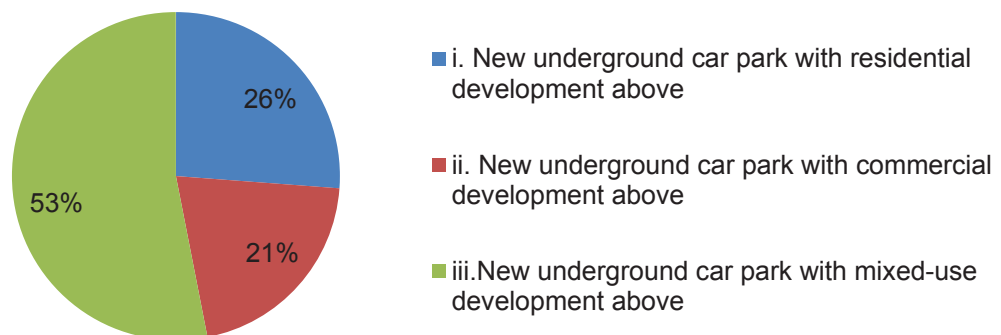 26%
53%
21%
i. New underground car park with residential
development above
ii. New underground car park with commercial
development above
iii.New underground car park with mixed-use
development above